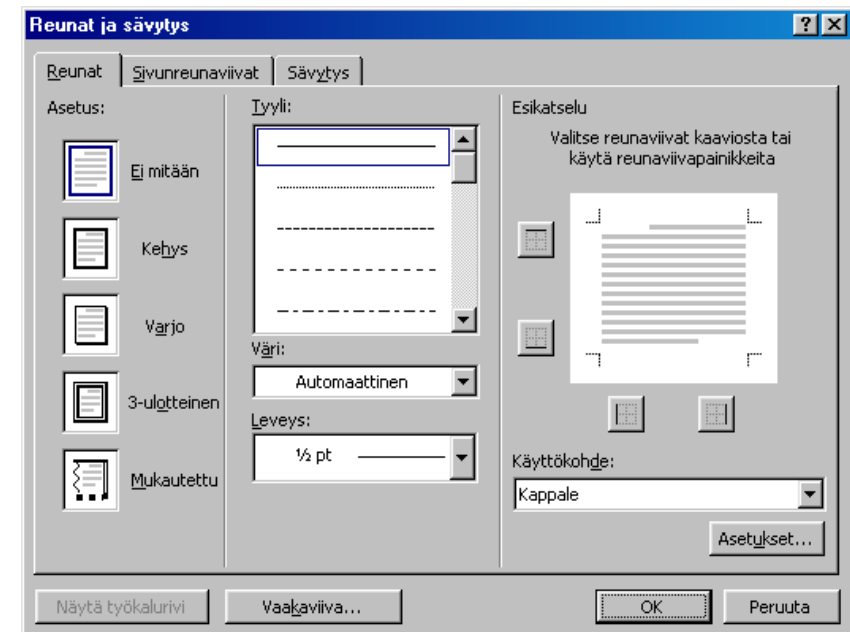 Reunat ja sävytys
Reunat
Sivunreunaviivat
Sävytys
Asetus:
Ei mitään
Kehys
Varjo
3-ulotteinen
Mukautettu
Tyyli:
Väri:
Automaattinen
Leveys:
½ pt
Esikatselu
Valitse reunaviivat kaaviosta tai
käytä reunaviivapainikkeita
Käyttökohde:
Kappale
Asetukset...
Näytä työkalurivi
Vaakaviiva...
OK
Peruuta